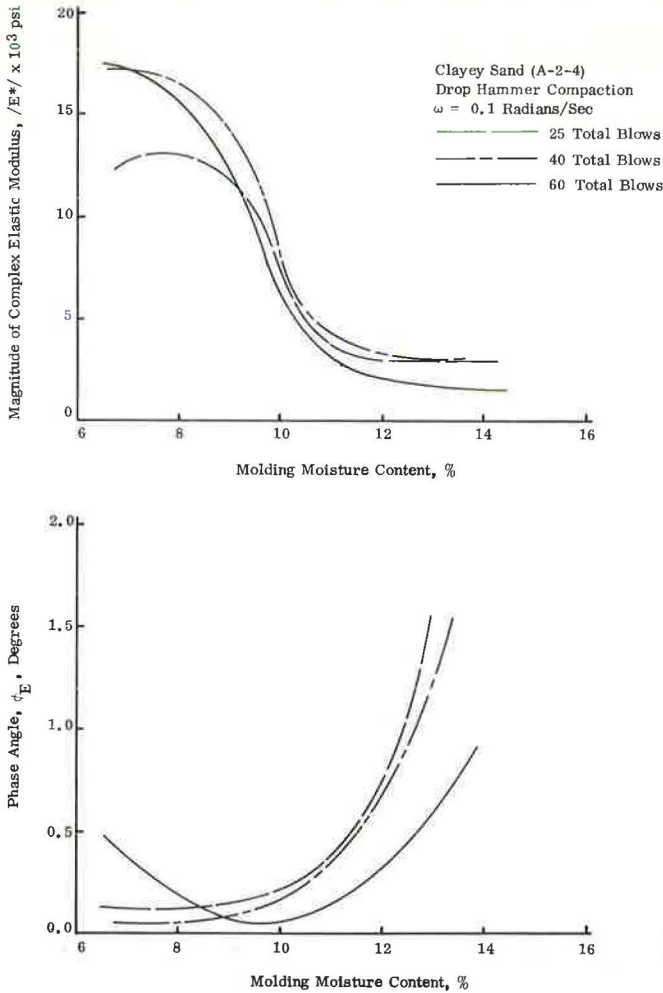 20
15
10
5
0
Magnitude of Complex Elastic Modulus, /E*/ x 10³ psi
Clayey Sand (A-2-4)
Drop Hammer Compaction
ω = 0.1 Radians/Sec
25 Total Blows
40 Total Blows
60 Total Blows
6 8 10 12 14 16
Molding Moisture Content, %
2.0
1.5
1.0
0.5
0.0
Phase Angle, ϕE, Degrees
6 8 10 12 14 16
Molding Moisture Content, %